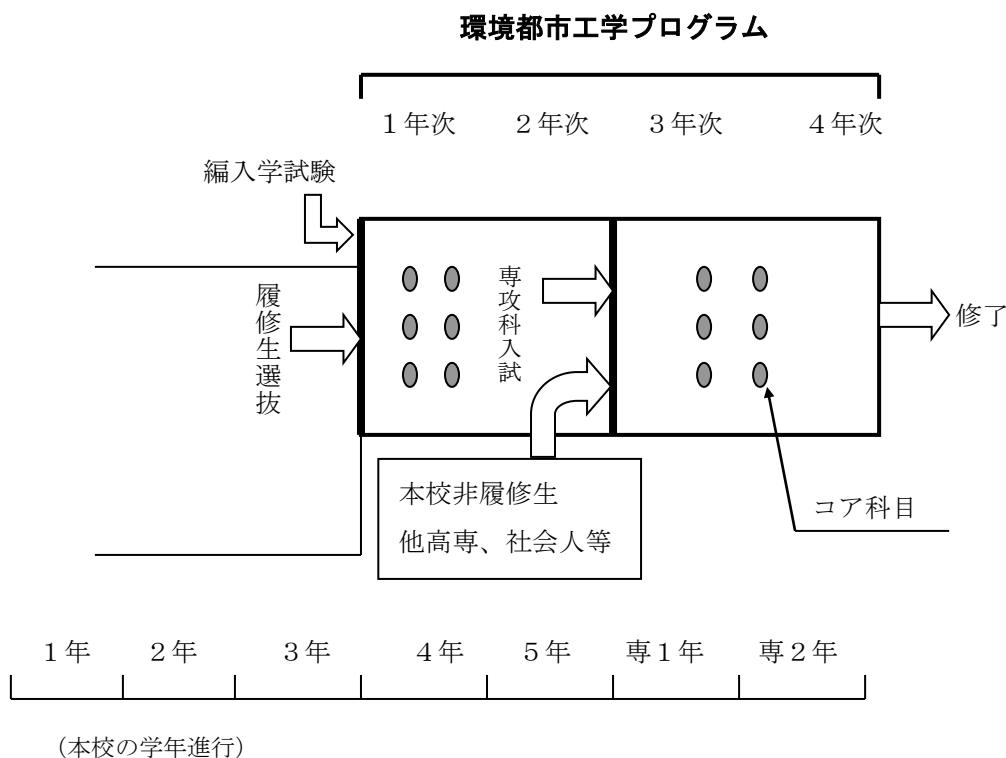 環境都市工学プログラム
１年次 ２年次 ３年次 ４年次
編入学試験
履修生選抜
専攻科入試
修了
本校非履修生
他高専、社会人等
コア科目
１年 ２年 ３年 ４年 ５年 専１年 専２年
（本校の学年進行）